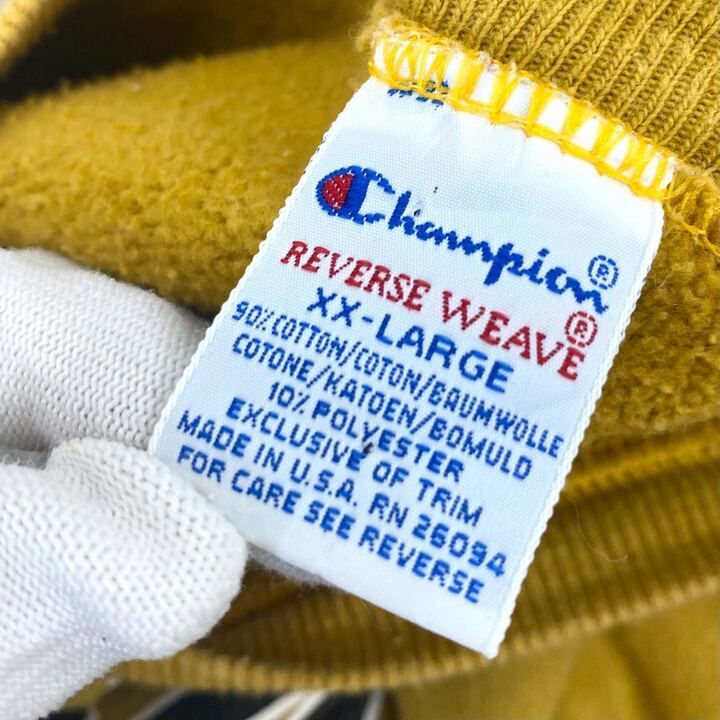 Champion®
REVERSE WEAVE®
XX-LARGE
90% COTTON/COTON/BAUMWOLLE
COTONE/KATOEN/BOMULD
10% POLYESTER
EXCLUSIVE OF TRIM
MADE IN U.S.A. RN 26094
FOR CARE SEE REVERSE